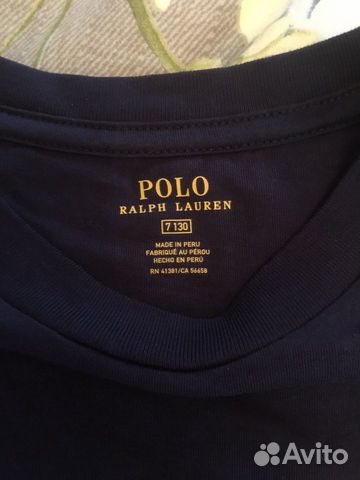 POLO
RALPH LAUREN
7 130
MADE IN PERU
FABRIQUÉ AU PÉROU
HECHO EN PERÚ
RN 41381/CA 56658
Avito